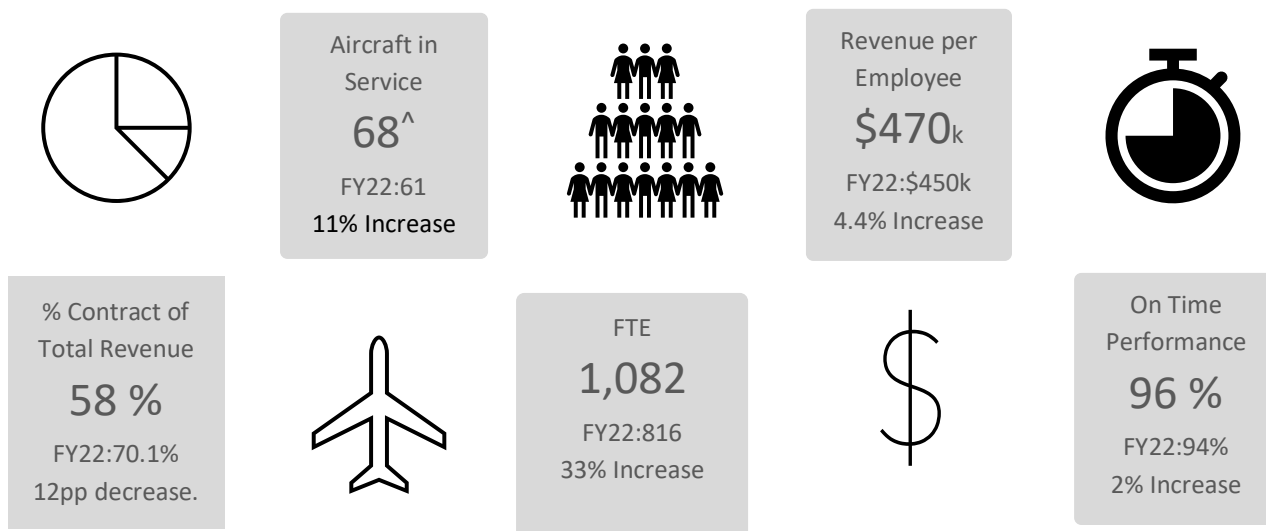 Aircraft in
Service
68^
FY22:61
11% Increase
Revenue per
Employee
$470k
FY22:$450k
4.4% Increase
% Contract of
Total Revenue
58 %
FY22:70.1%
12pp decrease.
FTE
1,082
FY22:816
33% Increase
On Time
Performance
96 %
FY22:94%
2% Increase